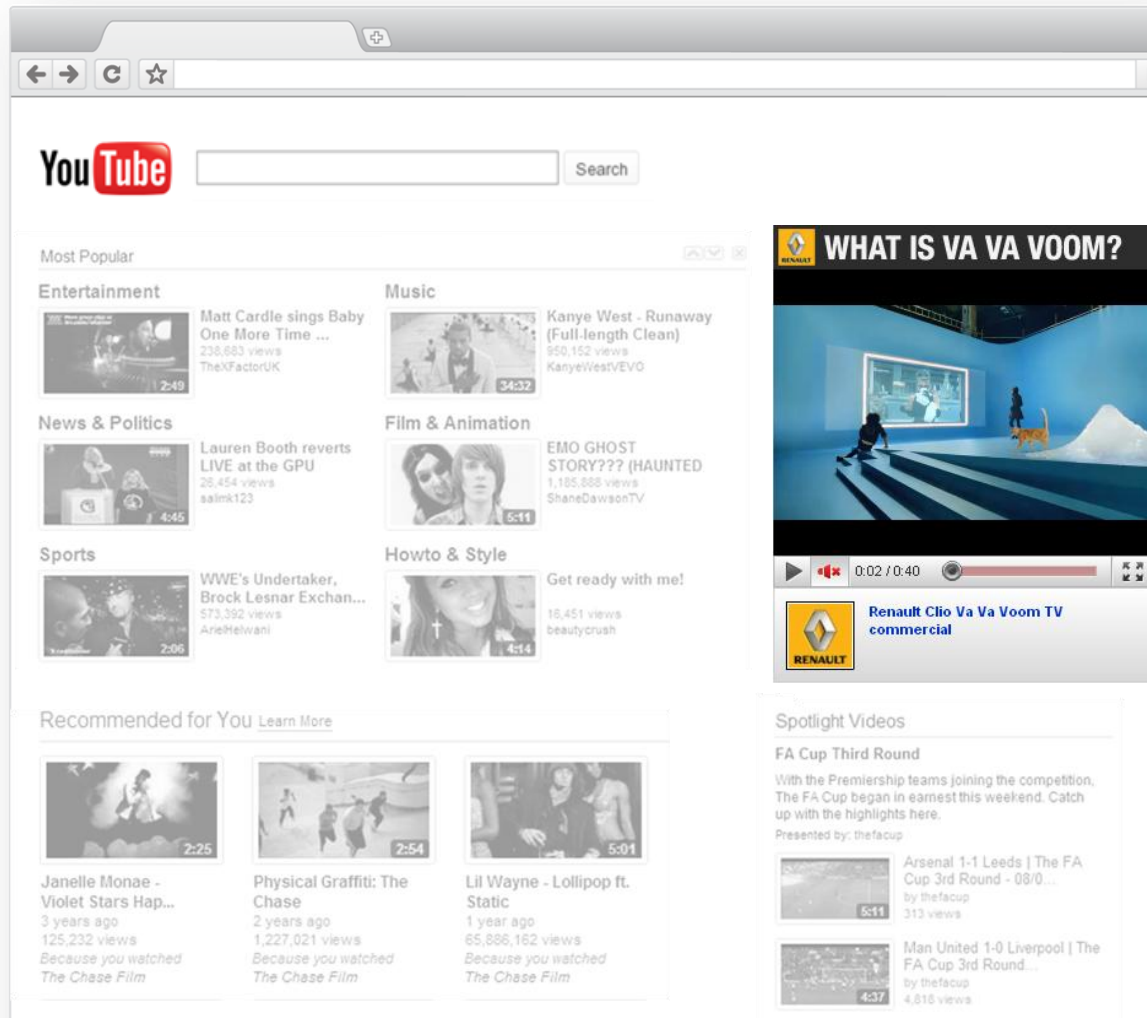 You Tube
Search
Most Popular
Entertainment
Matt Cardle sings Baby
One More Time ...
238,683 views
TheXFactorUK
2:49
Music
Kanye West - Runaway
(Full-length Clean)
950,152 views
KanyeWestVEVO
34:32
News & Politics
Lauren Booth reverts
LIVE at the GPU
26,454 views
salmk123
4:45
Film & Animation
EMO GHOST
STORY??? (HAUNTED
1,185,888 views
ShaneDawsonTV
5:11
Sports
WWE's Undertaker,
Brock Lesnar Exchan...
573,392 views
ArielHelwani
2:06
Howto & Style
Get ready with me!
16,451 views
beautycrush
4:14
RENAULT
WHAT IS VA VA VOOM?
0:02 / 0:40
RENAULT
Renault Clio Va Va Voom TV
commercial
Recommended for You Learn More
2:25
Janelle Monae -
Violet Stars Hap...
3 years ago
125,232 views
Because you watched
The Chase Film
2:54
Physical Graffiti: The
Chase
2 years ago
1,227,021 views
Because you watched
The Chase Film
5:01
Lil Wayne - Lollipop ft.
Static
1 year ago
65,886,162 views
Because you watched
The Chase Film
Spotlight Videos
FA Cup Third Round
With the Premiership teams joining the competition,
The FA Cup began in earnest this weekend. Catch
up with the highlights here.
Presented by: thefacup
5:11
Arsenal 1-1 Leeds | The FA
Cup 3rd Round - 08/0...
by thefacup
313 views
4:37
Man United 1-0 Liverpool | The
FA Cup 3rd Round...
by thefacup
4,818 views